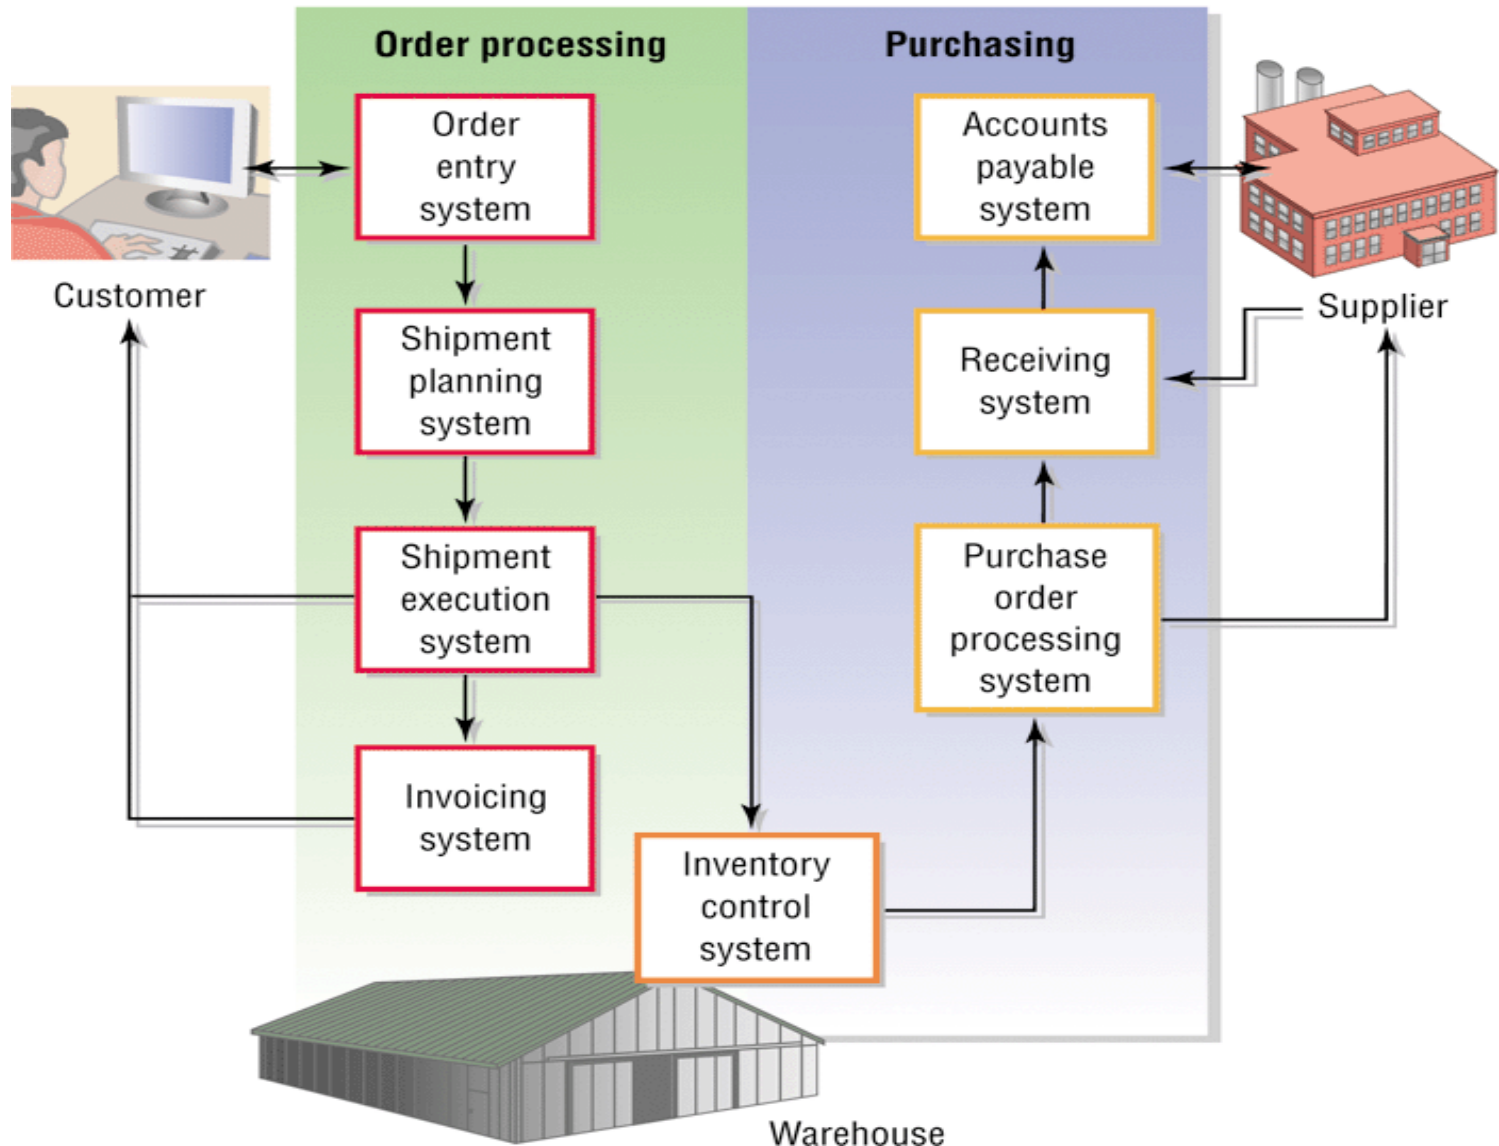 Order processing
Purchasing
Order
entry
system
Accounts
payable
system
Customer
Supplier
Shipment
planning
system
Receiving
system
Shipment
execution
system
Purchase
order
processing
system
Invoicing
system
Inventory
control
system
Warehouse